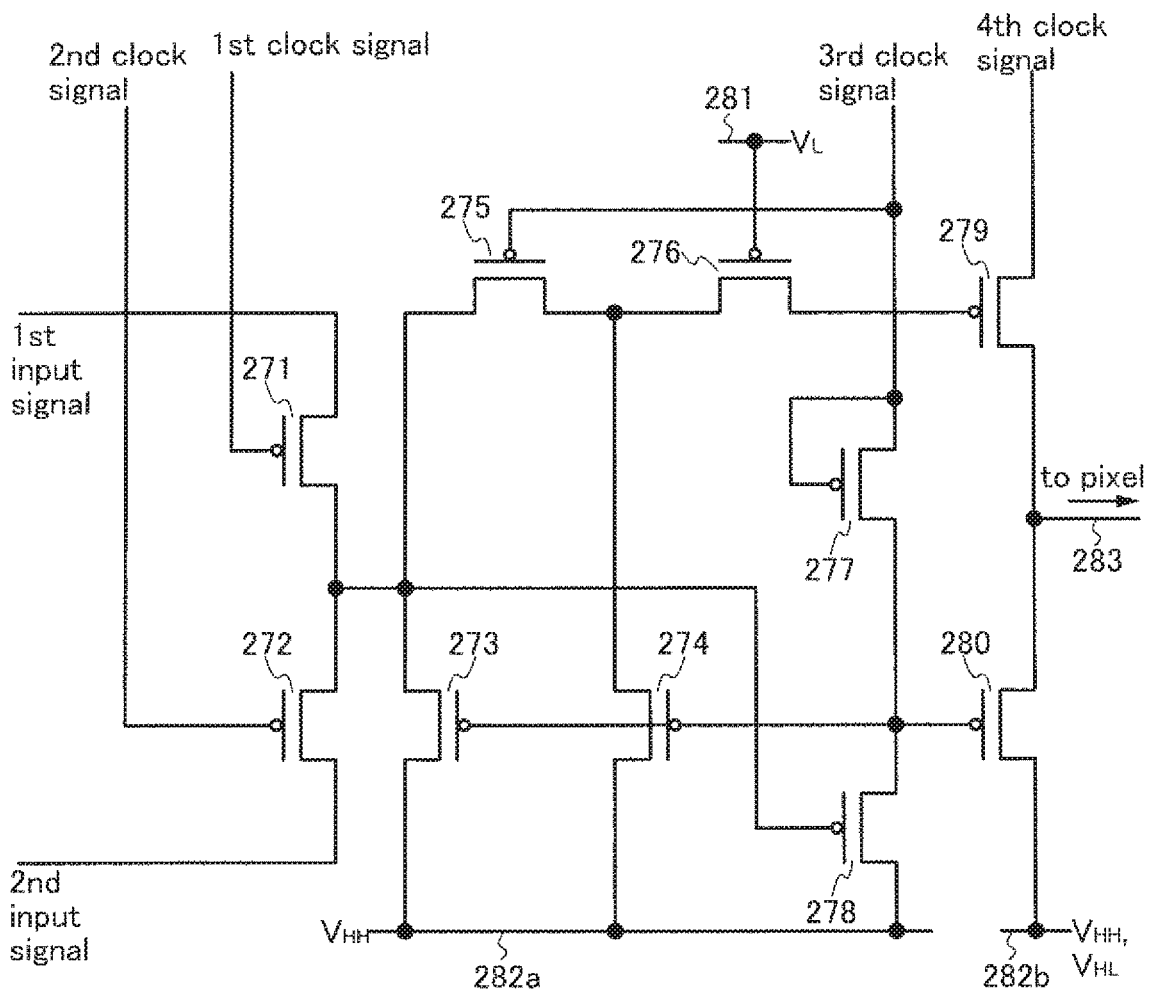 1st clock signal
2nd clock
signal
3rd clock
signal
4th clock
signal
281
VL
275
276
279
1st
input
signal
271
to pixel
277
283
272
273
274
280
2nd
input
signal
278
VHH
282a
282b
VHH,
VHL